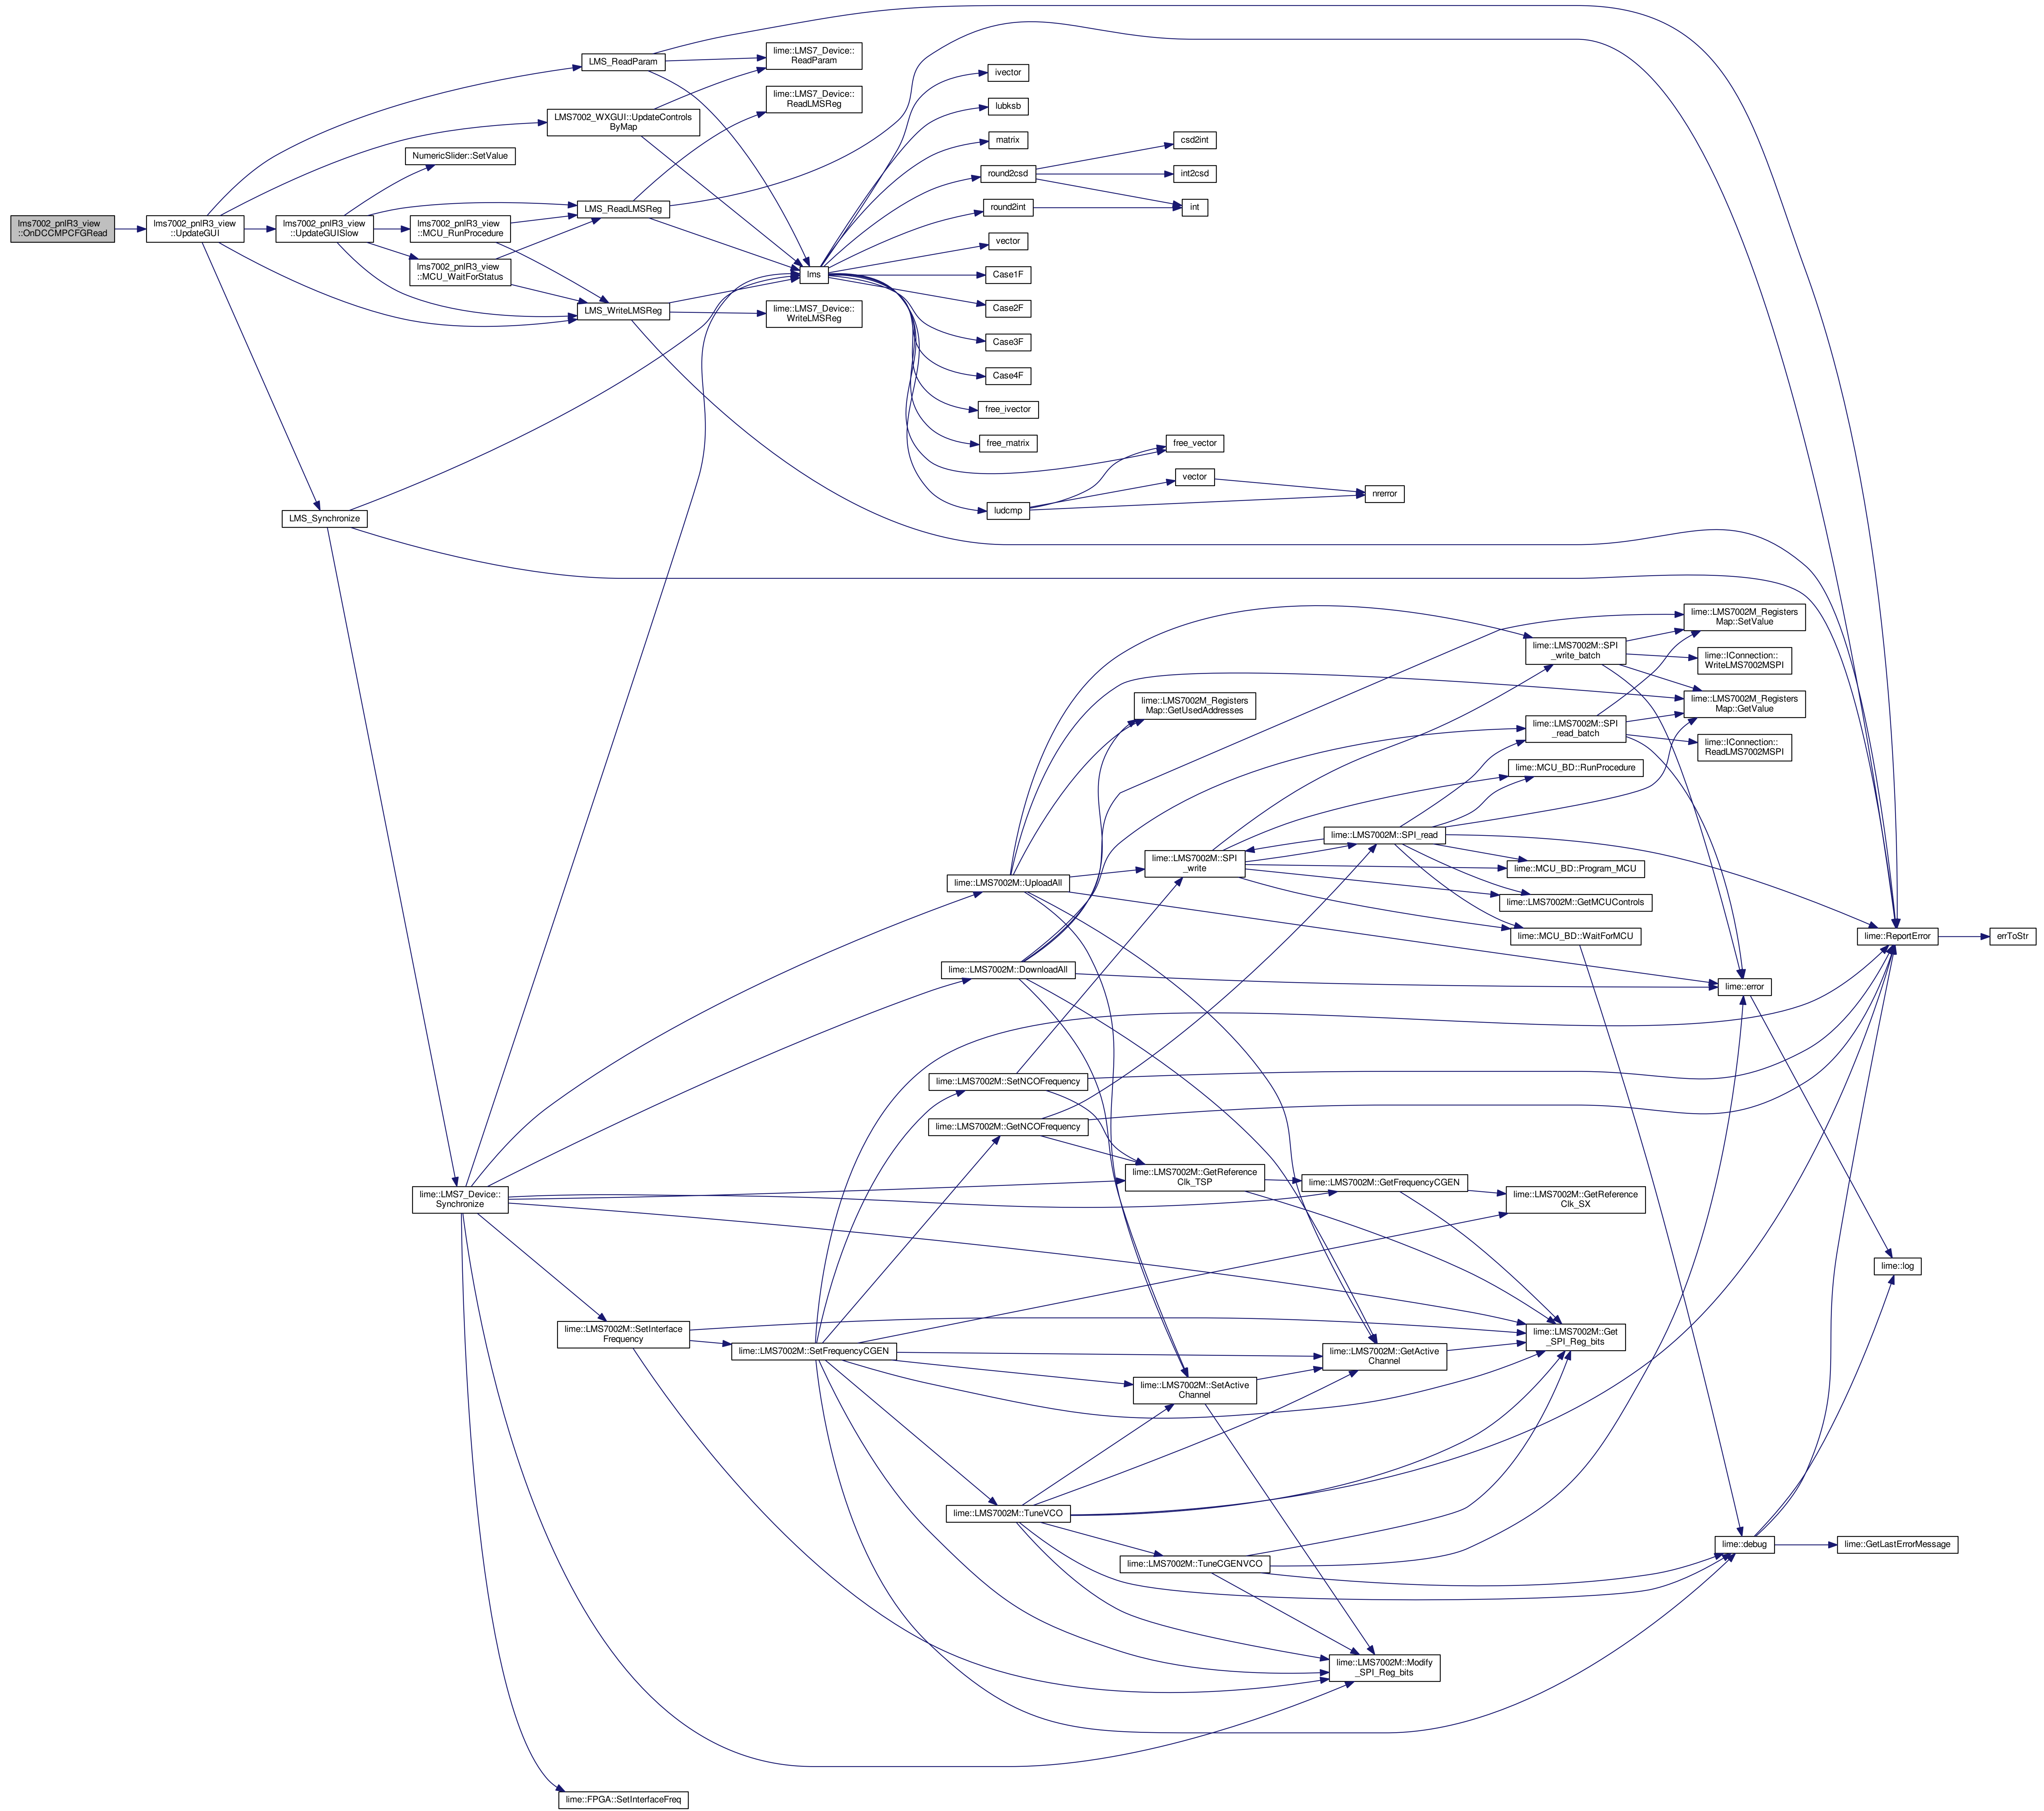 lms7002_pnlR3_view
::OnDCCMPCFGRead
lms7002_pnlR3_view
::UpdateGUI
LMS_ReadParam
LMS7002_WXGUI::UpdateControls
ByMap
NumericSlider::SetValue
lms7002_pnlR3_view
::UpdateGUISlow
lms7002_pnlR3_view
::MCU_RunProcedure
lms7002_pnlR3_view
::MCU_WaitForStatus
LMS_ReadLMSReg
LMS_WriteLMSReg
LMS_Synchronize
lime::LMS7_Device::
ReadParam
lime::LMS7_Device::
ReadLMSReg
lms
lime::LMS7_Device::
WriteLMSReg
ivector
lubksb
matrix
round2csd
round2int
vector
Case1F
Case2F
Case3F
Case4F
free_ivector
free_matrix
ludcmp
csd2int
int2csd
int
free_vector
vector
nrerror
lime::LMS7_Device::
Synchronize
lime::LMS7002M::UploadAll
lime::LMS7002M::DownloadAll
lime::LMS7002M::SetNCOFrequency
lime::LMS7002M::GetNCOFrequency
lime::LMS7002M::SetInterface
Frequency
lime::LMS7002M::SetFrequencyCGEN
lime::LMS7002M::TuneVCO
lime::FPGA::SetInterfaceFreq
lime::LMS7002M_Registers
Map::GetUsedAddresses
lime::LMS7002M::SPI
_write
lime::LMS7002M::GetReference
Clk_TSP
lime::LMS7002M::SetActive
Channel
lime::LMS7002M::TuneCGENVCO
lime::LMS7002M::SPI_read
lime::LMS7002M::GetFrequencyCGEN
lime::LMS7002M::GetActive
Channel
lime::LMS7002M::Modify
_SPI_Reg_bits
lime::LMS7002M::SPI
_write_batch
lime::LMS7002M::SPI
_read_batch
lime::MCU_BD::RunProcedure
lime::MCU_BD::Program_MCU
lime::LMS7002M::GetMCUControls
lime::MCU_BD::WaitForMCU
lime::LMS7002M::GetReference
Clk_SX
lime::LMS7002M::Get
_SPI_Reg_bits
lime::LMS7002M_Registers
Map::SetValue
lime::IConnection::
WriteLMS7002MSPI
lime::LMS7002M_Registers
Map::GetValue
lime::IConnection::
ReadLMS7002MSPI
lime::error
lime::debug
lime::ReportError
lime::log
lime::GetLastErrorMessage
errToStr